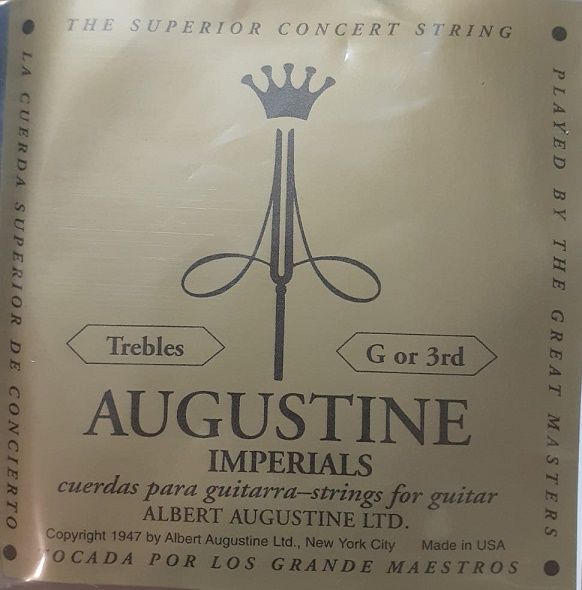 THE SUPERIOR CONCERT STRING
LA CUERDA SUPERIOR DE CONCIERTO
PLAYED BY THE GREAT MASTERS
Trebles
G or 3rd
AUGUSTINE
IMPERIALS
cuerdas para guitarra–strings for guitar
ALBERT AUGUSTINE LTD.
Copyright 1947 by Albert Augustine Ltd., New York City Made in USA
TOCADA POR LOS GRANDE MAESTROS